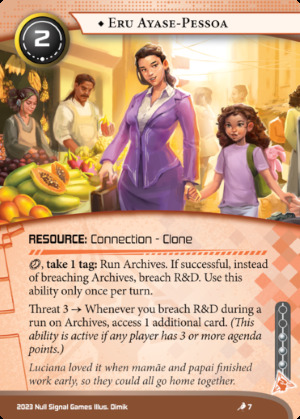 2
◆ Eru Ayase-Pessoa
RESOURCE: Connection - Clone
, take 1 tag: Run Archives. If successful, instead
of breaching Archives, breach R&D. Use this
ability only once per turn.
Threat 3 → Whenever you breach R&D during a
run on Archives, access 1 additional card. (This
ability is active if any player has 3 or more agenda
points.)
Luciana loved it when mamãe and papai finished
work early, so they could all go home together.
2023 Null Signal Games Illus. Dimik
7